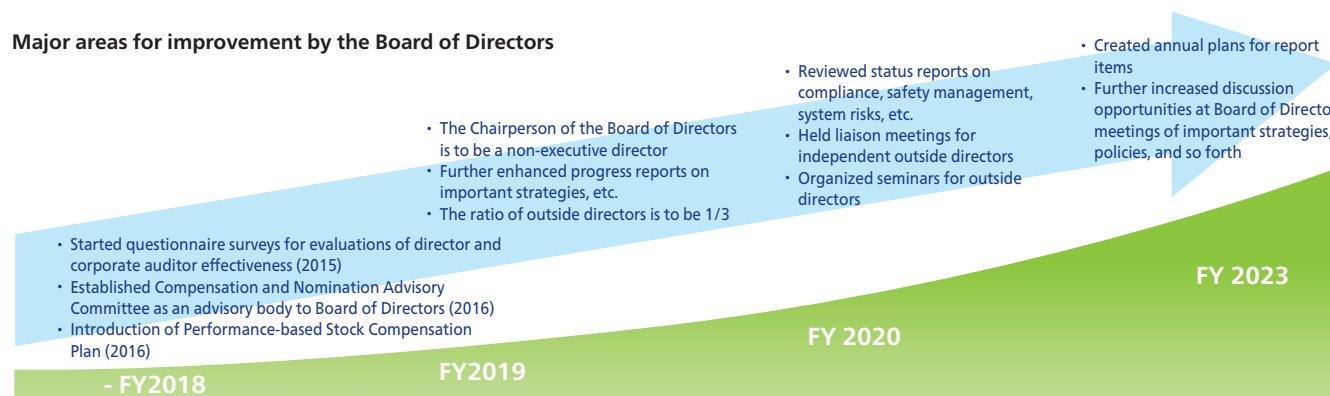 Major areas for improvement by the Board of Directors
• Started questionnaire surveys for evaluations of director and
corporate auditor effectiveness (2015)
• Established Compensation and Nomination Advisory
Committee as an advisory body to Board of Directors (2016)
• Introduction of Performance-based Stock Compensation
Plan (2016)
- FY2018
• The Chairperson of the Board of Directors
is to be a non-executive director
• Further enhanced progress reports on
important strategies, etc.
• The ratio of outside directors is to be 1/3
FY2019
• Reviewed status reports on
compliance, safety management,
system risks, etc.
• Held liaison meetings for
independent outside directors
• Organized seminars for outside
directors
FY 2020
• Created annual plans for report
items
• Further increased discussion
opportunities at Board of
meetings of important strategies,
policies, and so forth
FY 2023